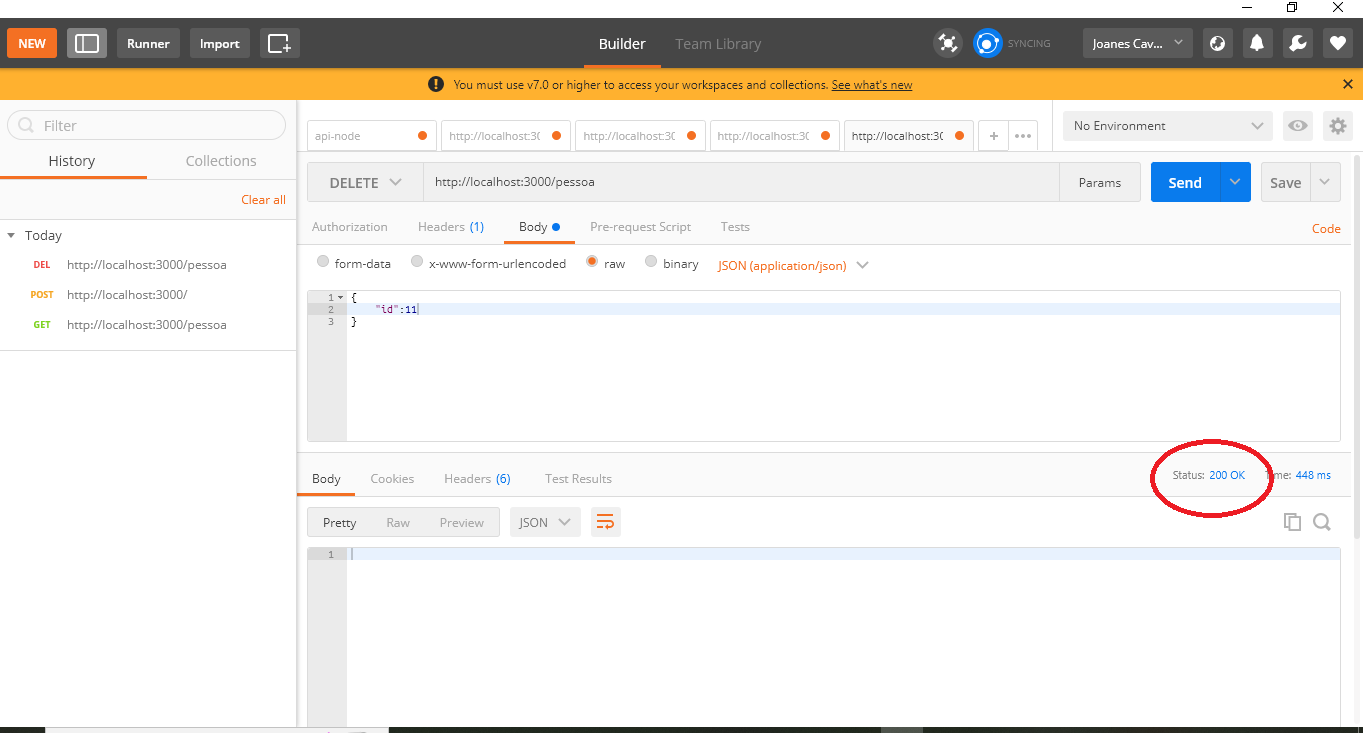 NEW Runner Import Builder Team Library SYNCING Joanes Cav...
You must use v7.0 or higher to access your workspaces and collections. See what's new
Filter
History Collections
Clear all
Today
DEL http://localhost:3000/pessoa
POST http://localhost:3000/
GET http://localhost:3000/pessoa
api-node http://localhost:30 http://localhost:30 http://localhost:30 http://localhost:30 + ••• No Environment
DELETE http://localhost:3000/pessoa Params Send Save
Authorization Headers (1) Body Pre-request Script Tests Code
form-data x-www-form-urlencoded raw binary JSON (application/json)
1 {
2 "id":11
3 }
Body Cookies Headers (6) Test Results Status: 200 OK Time: 448 ms
Pretty Raw Preview JSON
1